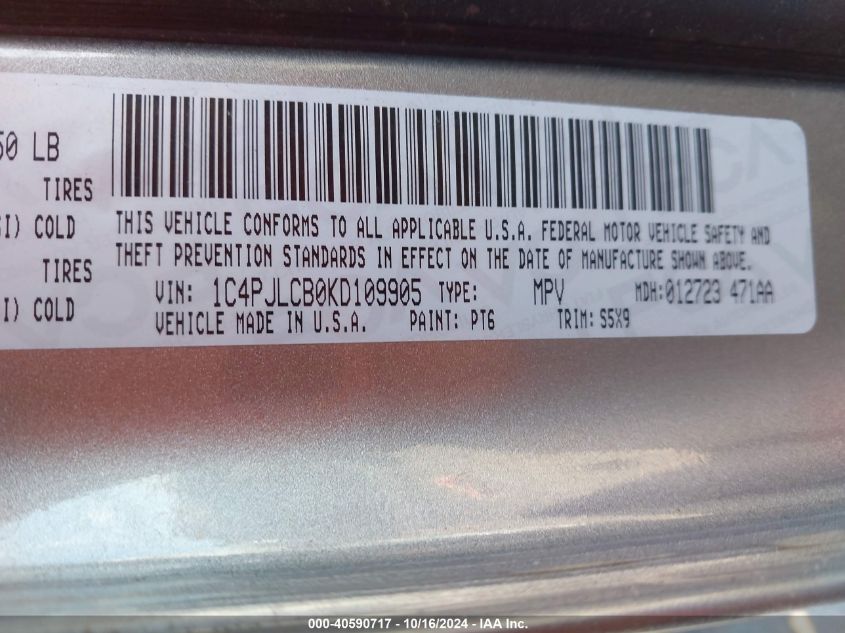 50 LB
TIRES
SI) COLD
TIRES
I) COLD
THIS VEHICLE CONFORMS TO ALL APPLICABLE U.S.A. FEDERAL MOTOR VEHICLE SAFETY AND
THEFT PREVENTION STANDARDS IN EFFECT ON THE DATE OF MANUFACTURE SHOWN ABOVE.
VIN: 1C4PJLCB0KD109905 TYPE: MPV MDH:012723 471AA
VEHICLE MADE IN U.S.A. PAINT: PT6 TRIM: S5X9
000-40590717 - 10/16/2024 - IAA Inc.